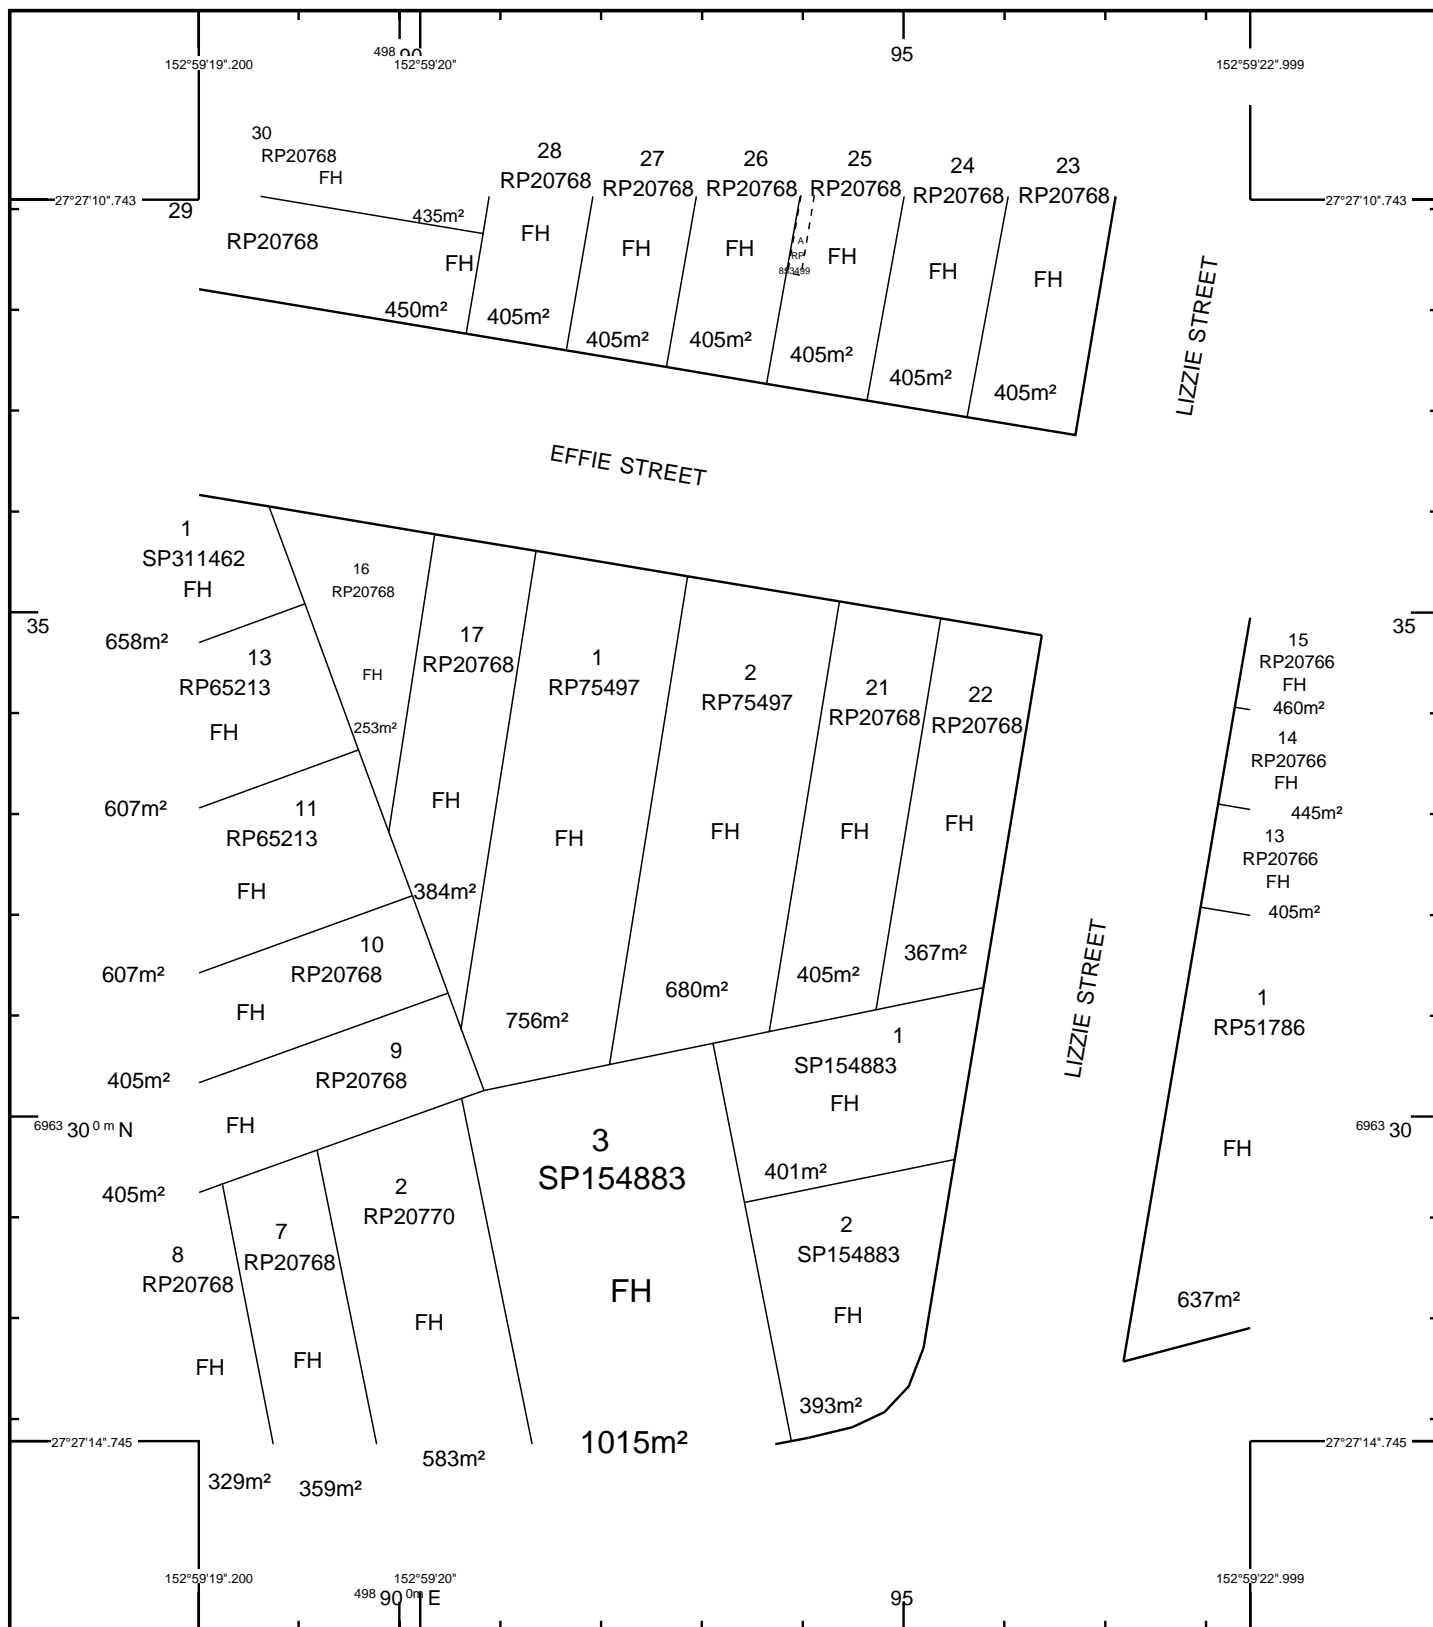 498 90
95
152°59'19".200
152°59'20"
152°59'22".999
30
RP20768
FH
28
RP20768
27
RP20768
26
RP20768
25
RP20768
24
RP20768
23
RP20768
27°27'10".743
27°27'10".743
29
RP20768
435m²
FH
FH
FH
FH
FH
FH
FH
A
RP
853499
450m²
405m²
405m²
405m²
405m²
405m²
405m²
LIZZIE STREET
EFFIE STREET
1
SP311462
FH
658m²
16
RP20768
FH
253m²
35
35
13
RP65213
FH
607m²
17
RP20768
FH
384m²
1
RP75497
FH
756m²
2
RP75497
FH
680m²
21
RP20768
FH
405m²
22
RP20768
FH
367m²
15
RP20766
FH
460m²
14
RP20766
FH
445m²
13
RP20766
FH
405m²
11
RP65213
FH
607m²
10
RP20768
FH
405m²
9
RP20768
FH
405m²
LIZZIE STREET
1
RP51786
FH
637m²
1
SP154883
FH
401m²
6963 30 0 m N
6963 30
3
SP154883
FH
1015m²
2
SP154883
FH
393m²
2
RP20770
FH
583m²
7
RP20768
FH
359m²
8
RP20768
FH
329m²
27°27'14".745
27°27'14".745
152°59'19".200
152°59'20"
152°59'22".999
498 90 0m E
95